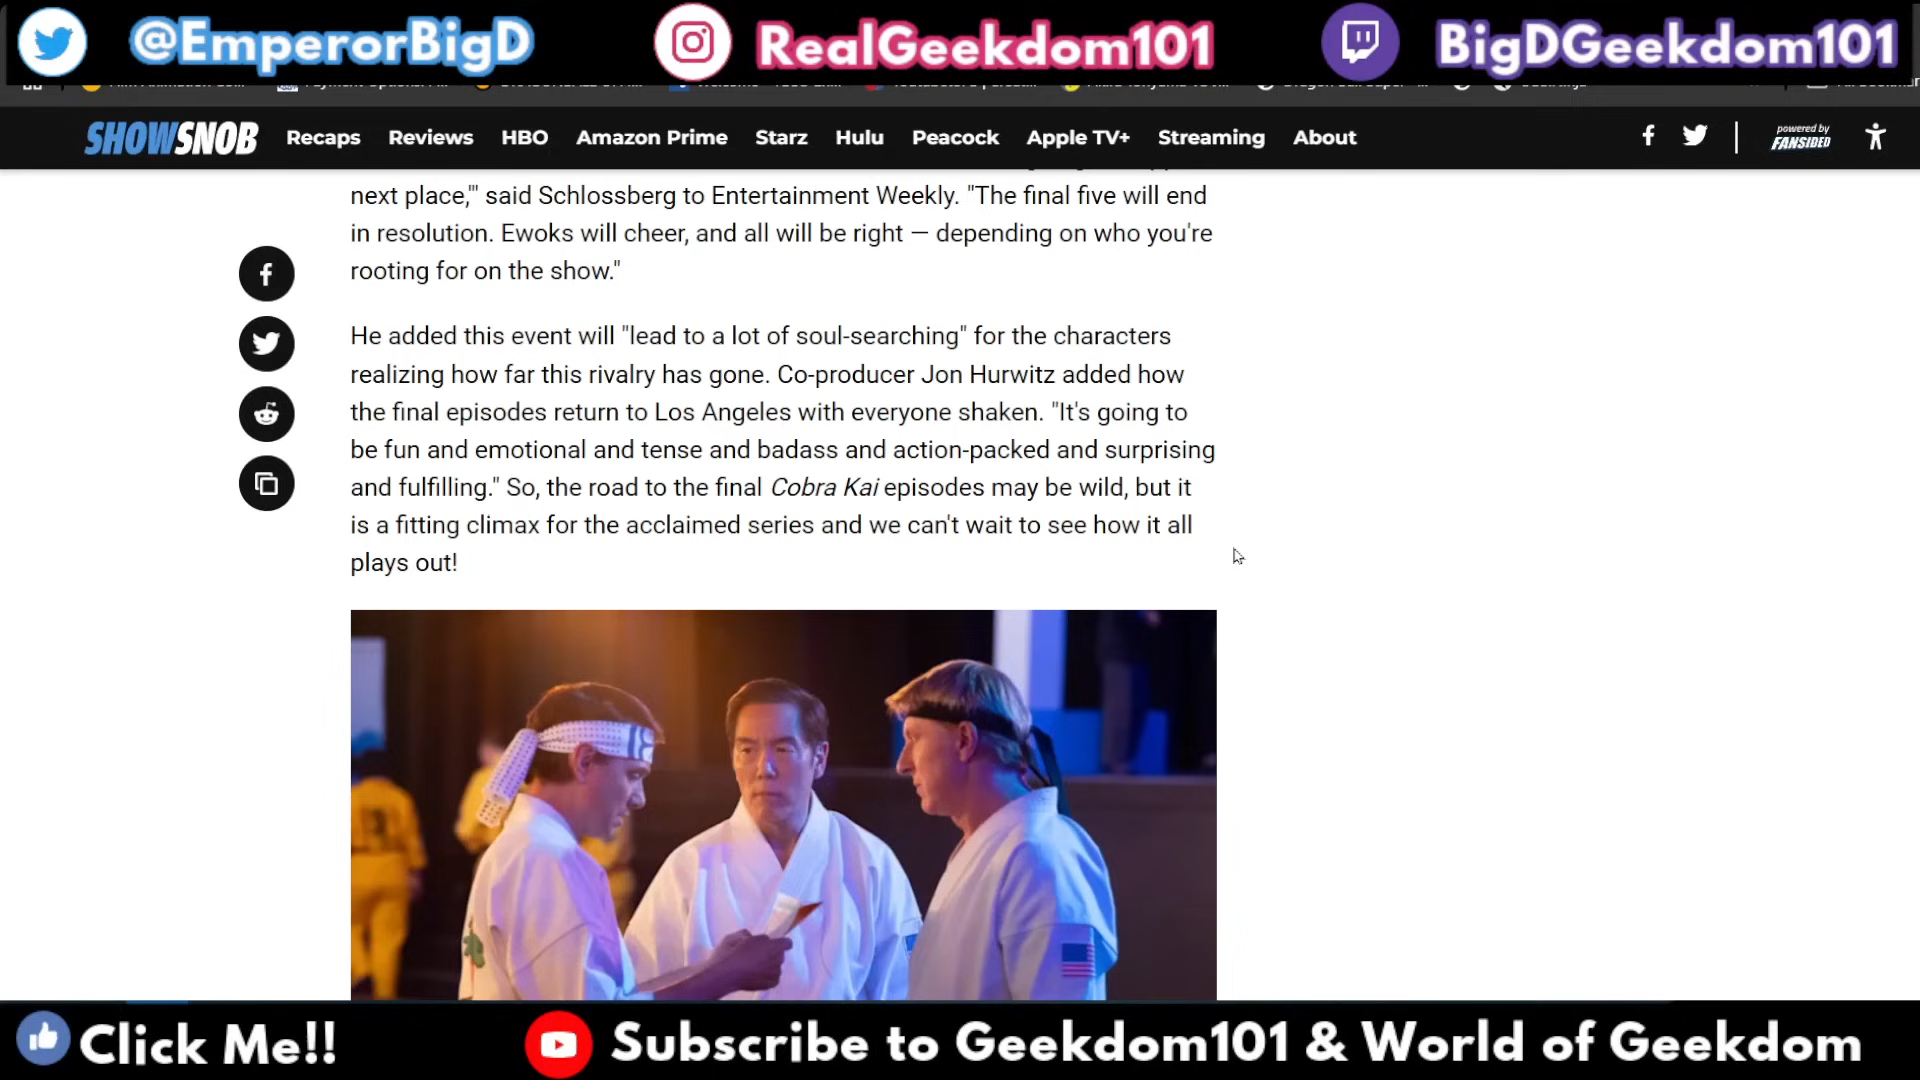 @EmperorBigD
RealGeekdom101
BigDGeekdom101
SHOWSNOB
Recaps
Reviews
HBO
Amazon Prime
Starz
Hulu
Peacock
Apple TV+
Streaming
About
powered by
FANSIDED
next place,'" said Schlossberg to Entertainment Weekly. "The final five will end
in resolution. Ewoks will cheer, and all will be right — depending on who you're
rooting for on the show."
He added this event will "lead to a lot of soul-searching" for the characters
realizing how far this rivalry has gone. Co-producer Jon Hurwitz added how
the final episodes return to Los Angeles with everyone shaken. "It's going to
be fun and emotional and tense and badass and action-packed and surprising
and fulfilling." So, the road to the final Cobra Kai episodes may be wild, but it
is a fitting climax for the acclaimed series and we can't wait to see how it all
plays out!
Click Me!!
Subscribe to Geekdom101 & World of Geekdom